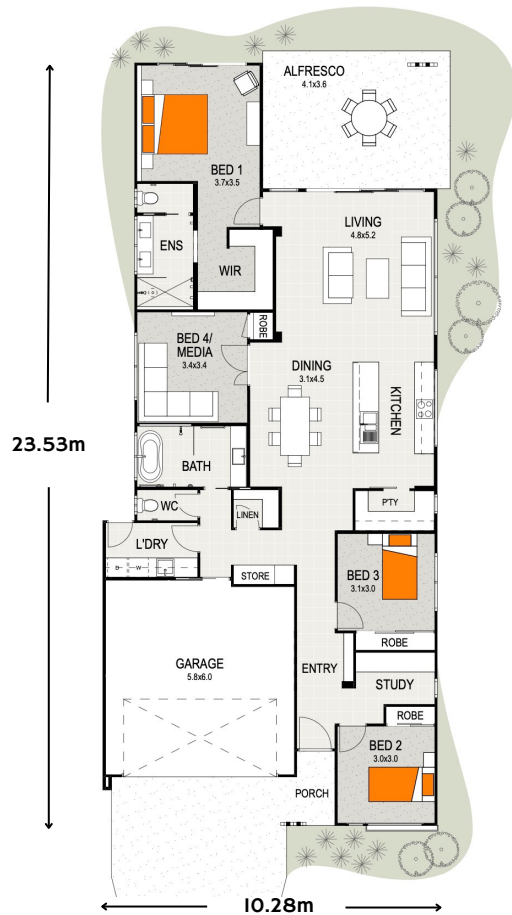 ALFRESCO
4.1x3.6
BED 1
3.7x3.5
LIVING
4.8x5.2
ENS
WIR
ROBE
BED 4/
MEDIA
3.4x3.4
DINING
3.1x4.5
KITCHEN
23.53m
BATH
WC
LINEN
P'TY
L'DRY
D
W
STORE
BED 3
3.1x3.0
ROBE
GARAGE
5.8x6.0
ENTRY
STUDY
ROBE
BED 2
3.0x3.0
PORCH
10.28m